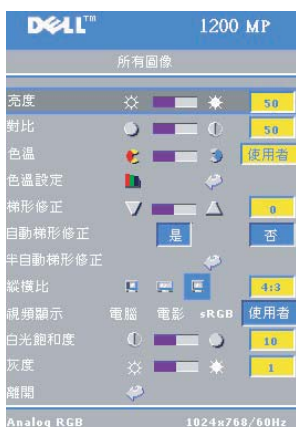 DELL™ 1200 MP
所有圖像
亮度 50
對比 50
色溫 使用者
色溫設定
梯形修正 0
自動梯形修正 是 否
半自動梯形修正
縱橫比 4:3
視頻顯示 電腦 電影 sRGB 使用者
白光飽和度 10
灰度 1
離開
Analog RGB 1024x768/60Hz